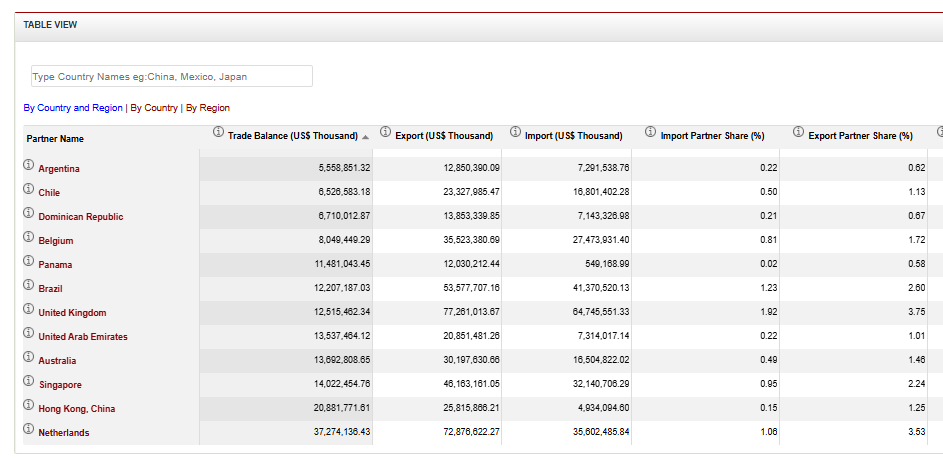 TABLE VIEW
Type Country Names eg:China, Mexico, Japan
By Country and Region | By Country | By Region
Partner Name Trade Balance (US$ Thousand) Export (US$ Thousand) Import (US$ Thousand) Import Partner Share (%) Export Partner Share (%)
Argentina 5,558,851.32 12,850,390.09 7,291,538.76 0.22 0.62
Chile 6,526,583.18 23,327,985.47 16,801,402.28 0.50 1.13
Dominican Republic 6,710,012.87 13,853,339.85 7,143,326.98 0.21 0.67
Belgium 8,049,449.29 35,523,380.69 27,473,931.40 0.81 1.72
Panama 11,481,043.45 12,030,212.44 549,168.99 0.02 0.58
Brazil 12,207,187.03 53,577,707.16 41,370,520.13 1.23 2.60
United Kingdom 12,515,462.34 77,261,013.67 64,745,551.33 1.92 3.75
United Arab Emirates 13,537,464.12 20,851,481.26 7,314,017.14 0.22 1.01
Australia 13,692,808.65 30,197,630.66 16,504,822.02 0.49 1.46
Singapore 14,022,454.76 46,163,161.05 32,140,706.29 0.95 2.24
Hong Kong, China 20,881,771.61 25,815,866.21 4,934,094.60 0.15 1.25
Netherlands 37,274,136.43 72,876,622.27 35,602,485.84 1.06 3.53